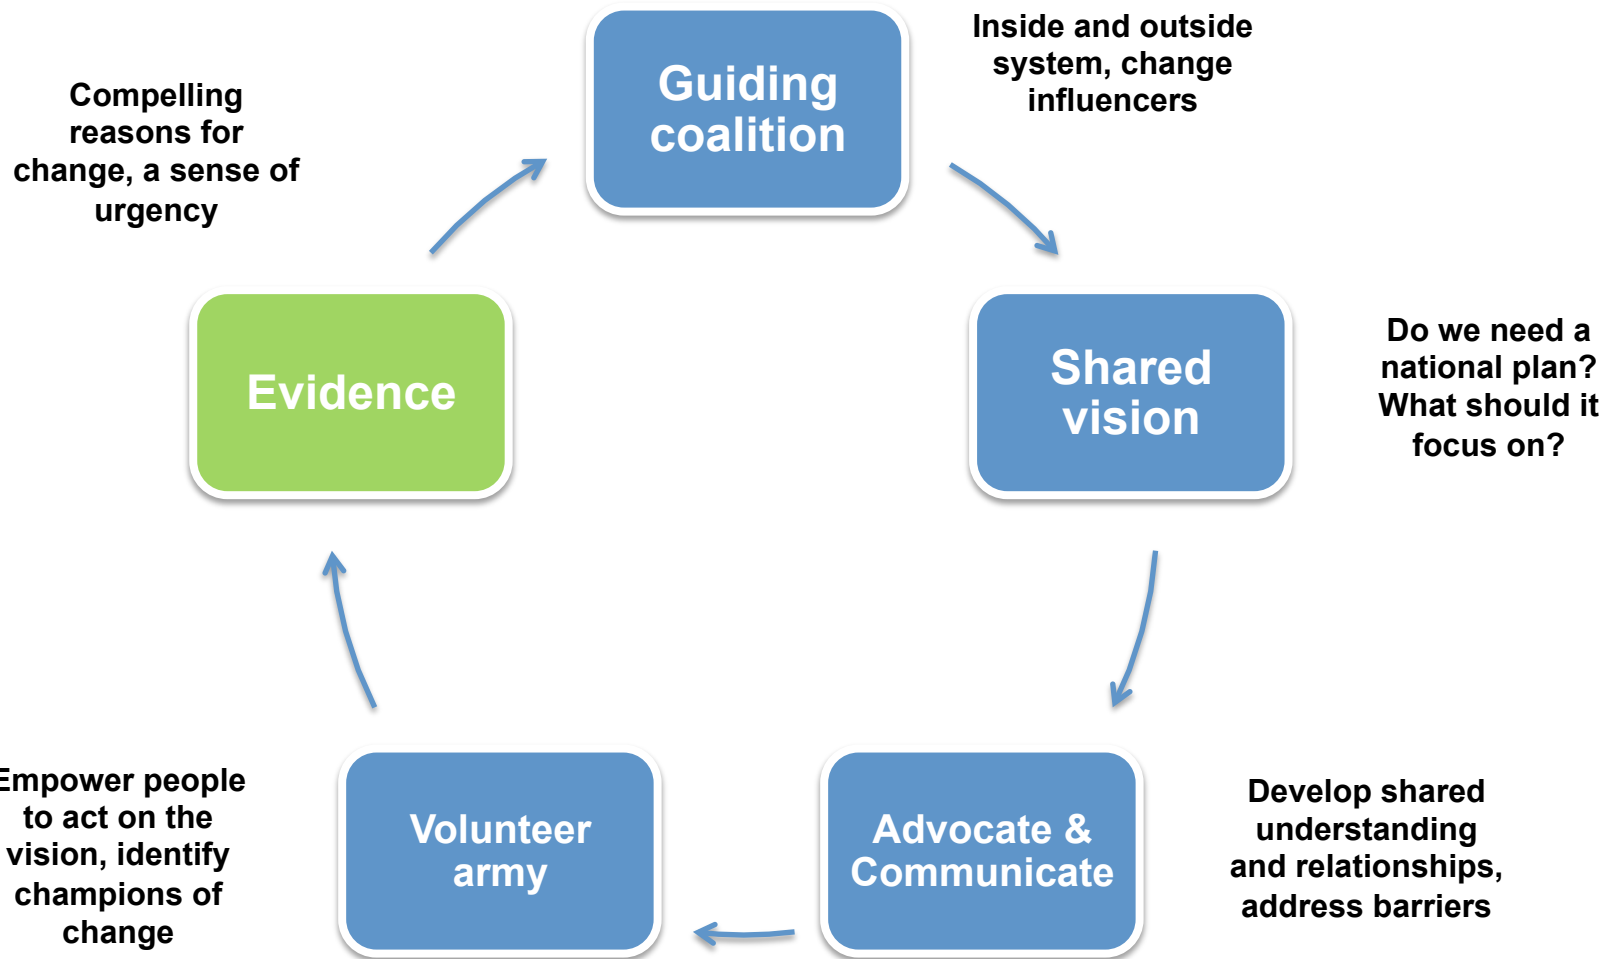 Guiding
coalition
Inside and outside
system, change
influencers
Compelling
reasons for
change, a sense of
urgency
Evidence
Shared
vision
Do we need a
national plan?
What should it
focus on?
Empower people
to act on the
vision, identify
champions of
change
Volunteer
army
Advocate &
Communicate
Develop shared
understanding
and relationships,
address barriers